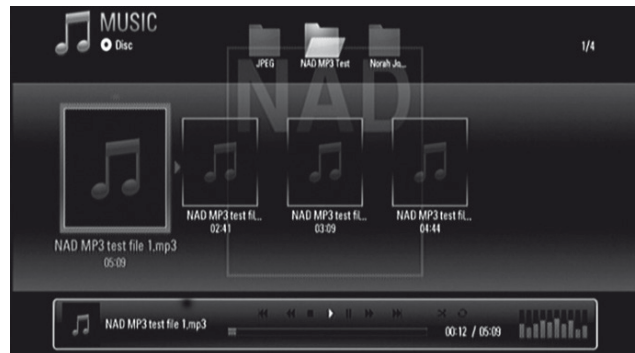 MUSIC
Disc
JPEG
NAD MP3 Test
Norah Jo...
1/4
NAD
NAD MP3 test file 1.mp3
05:09
NAD MP3 test fil...
02:41
NAD MP3 test fil...
03:09
NAD MP3 test fil...
04:44
NAD MP3 test file 1.mp3
00:12 / 05:09